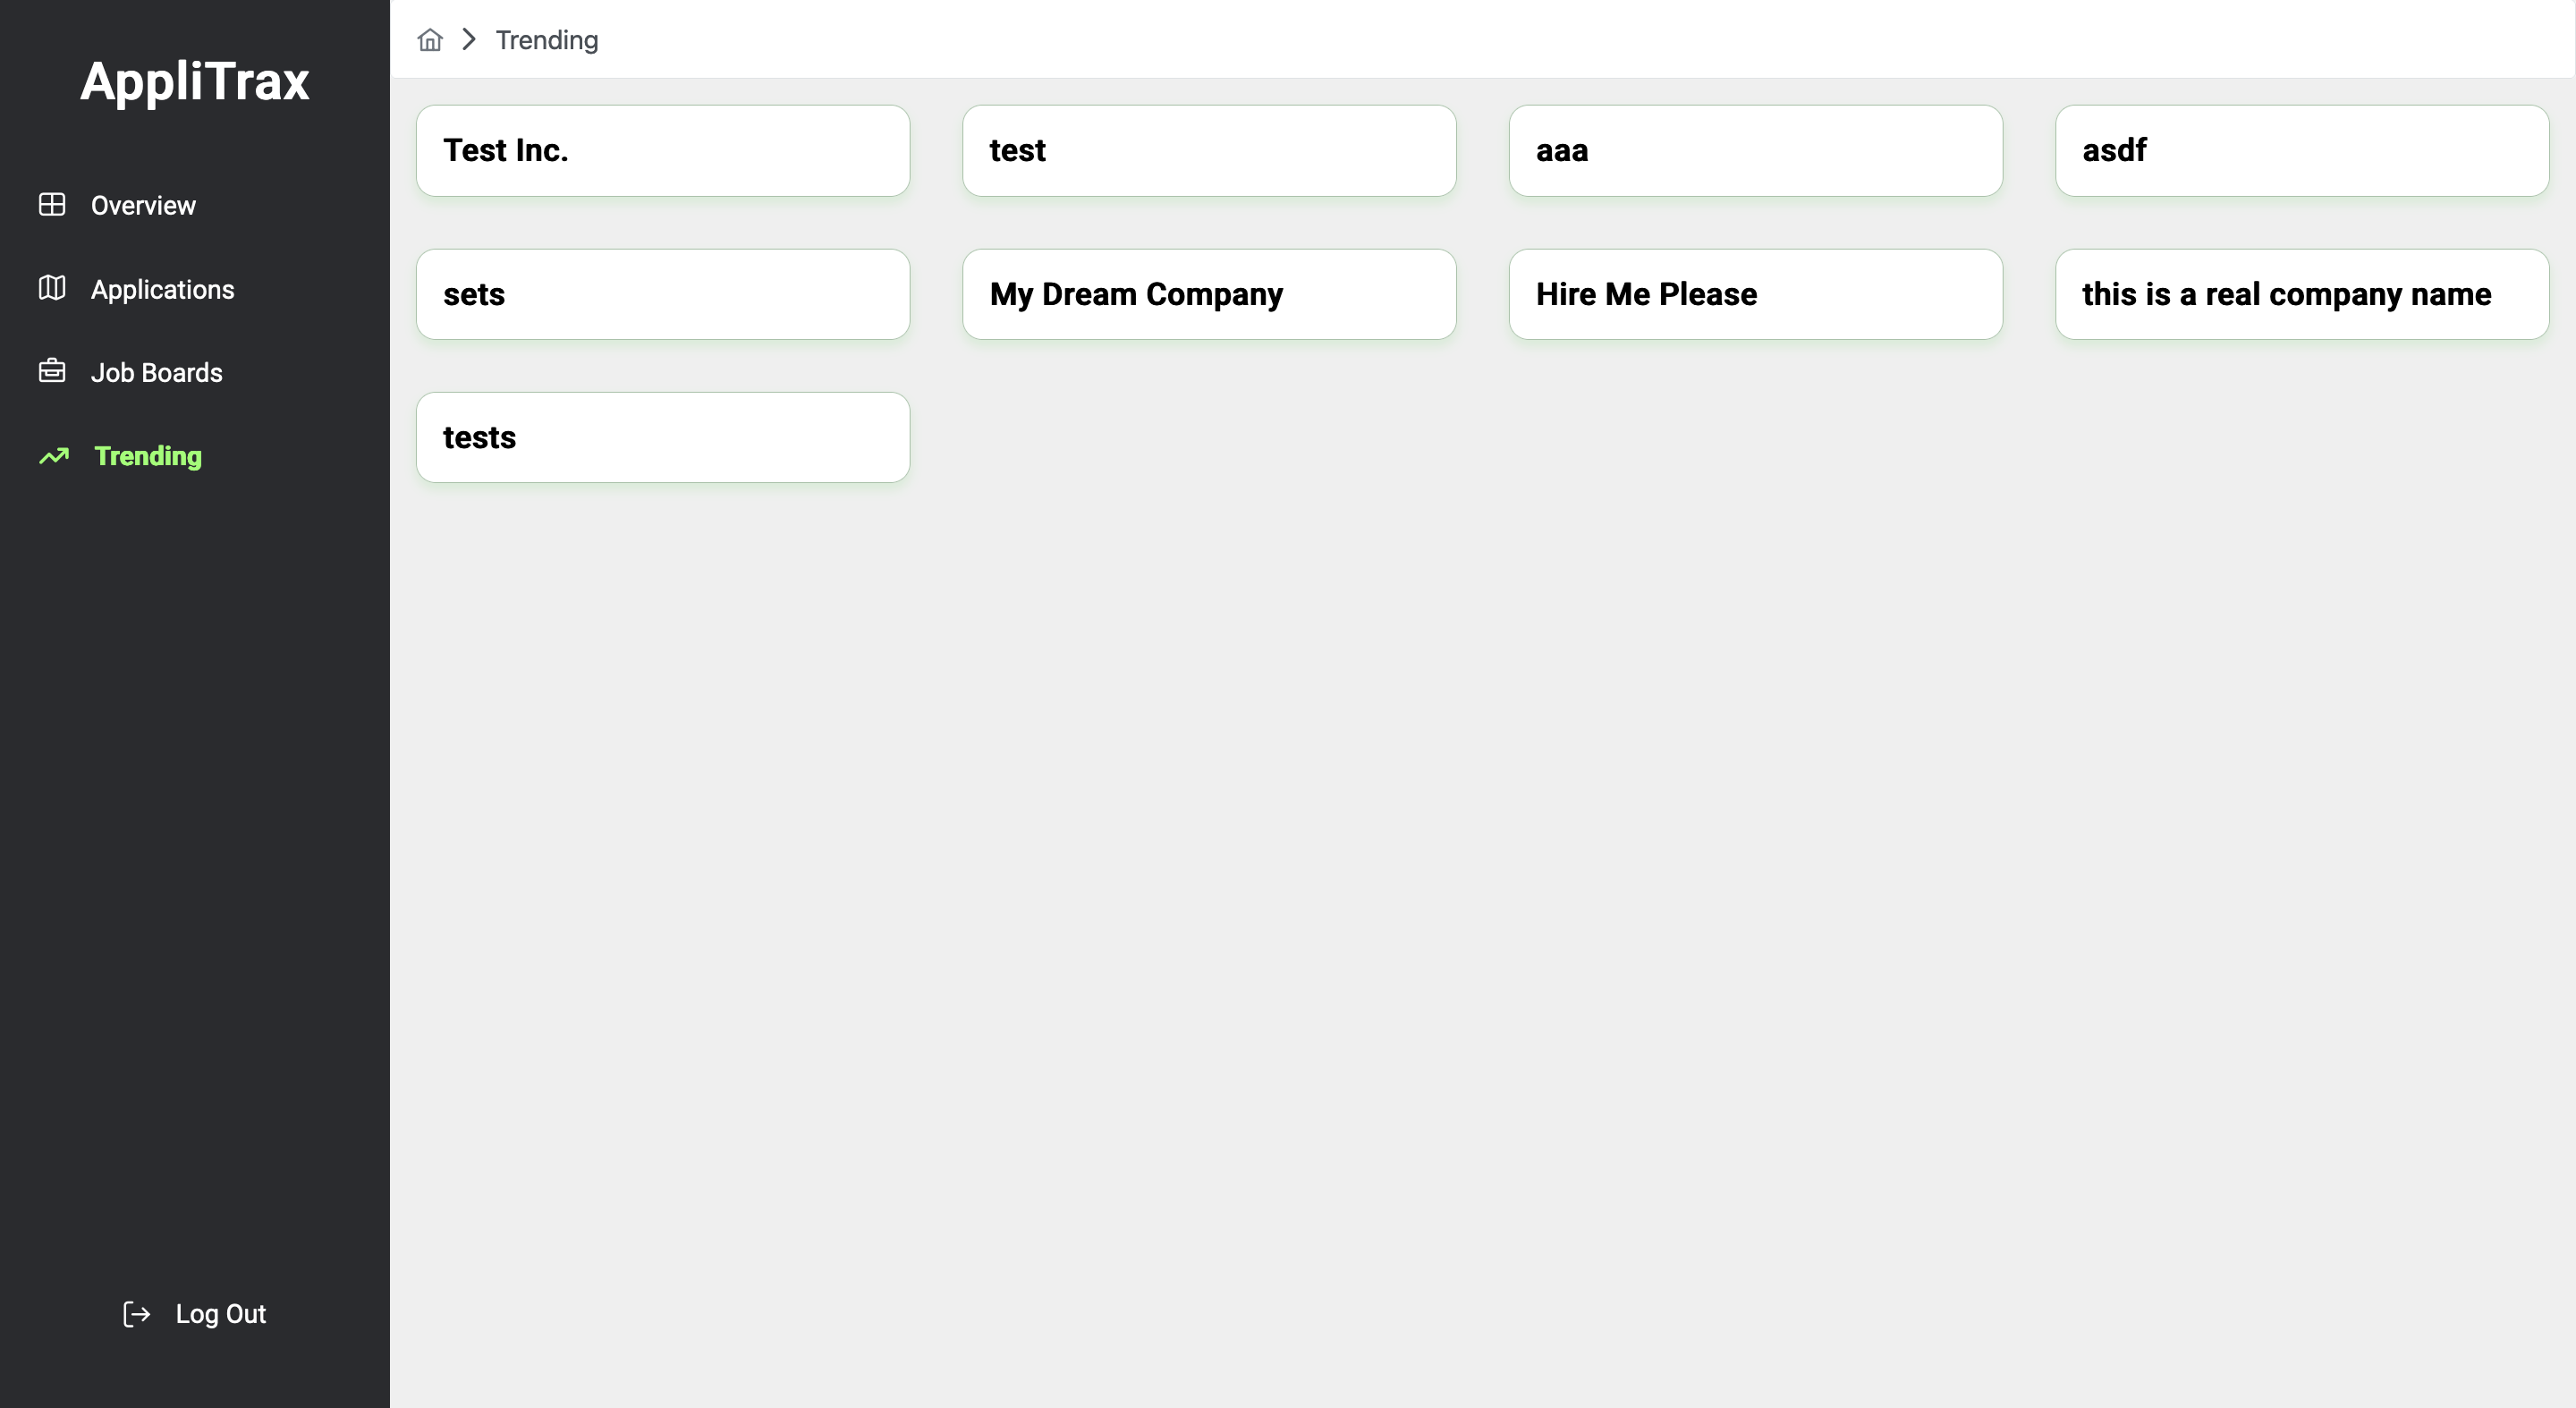 AppliTrax
Overview
Applications
Job Boards
Trending
Log Out
Trending
Test Inc.
test
aaa
asdf
sets
My Dream Company
Hire Me Please
this is a real company name
tests